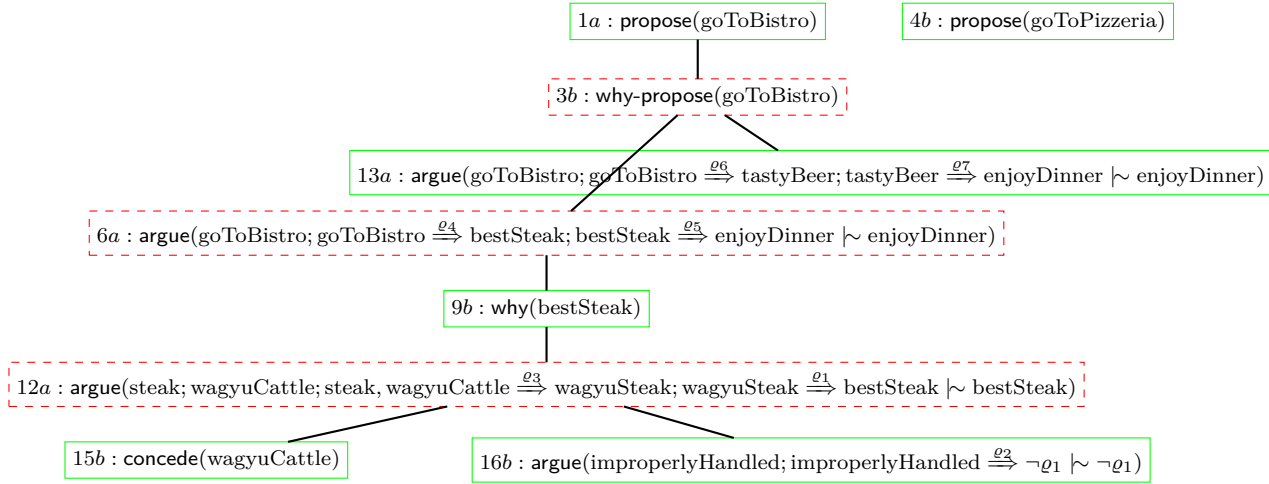 1a : propose(goToBistro)
4b : propose(goToPizzeria)
3b : why-propose(goToBistro)
13a : argue(goToBistro; goToBistro ⇛^ϱ6 tastyBeer; tastyBeer ⇛^ϱ7 enjoyDinner |∼ enjoyDinner)
6a : argue(goToBistro; goToBistro ⇛^ϱ4 bestSteak; bestSteak ⇛^ϱ5 enjoyDinner |∼ enjoyDinner)
9b : why(bestSteak)
12a : argue(steak; wagyuCattle; steak, wagyuCattle ⇛^ϱ3 wagyuSteak; wagyuSteak ⇛^ϱ1 bestSteak |∼ bestSteak)
15b : concede(wagyuCattle)
16b : argue(improperlyHandled; improperlyHandled ⇛^ϱ2 ¬ϱ1 |∼ ¬ϱ1)